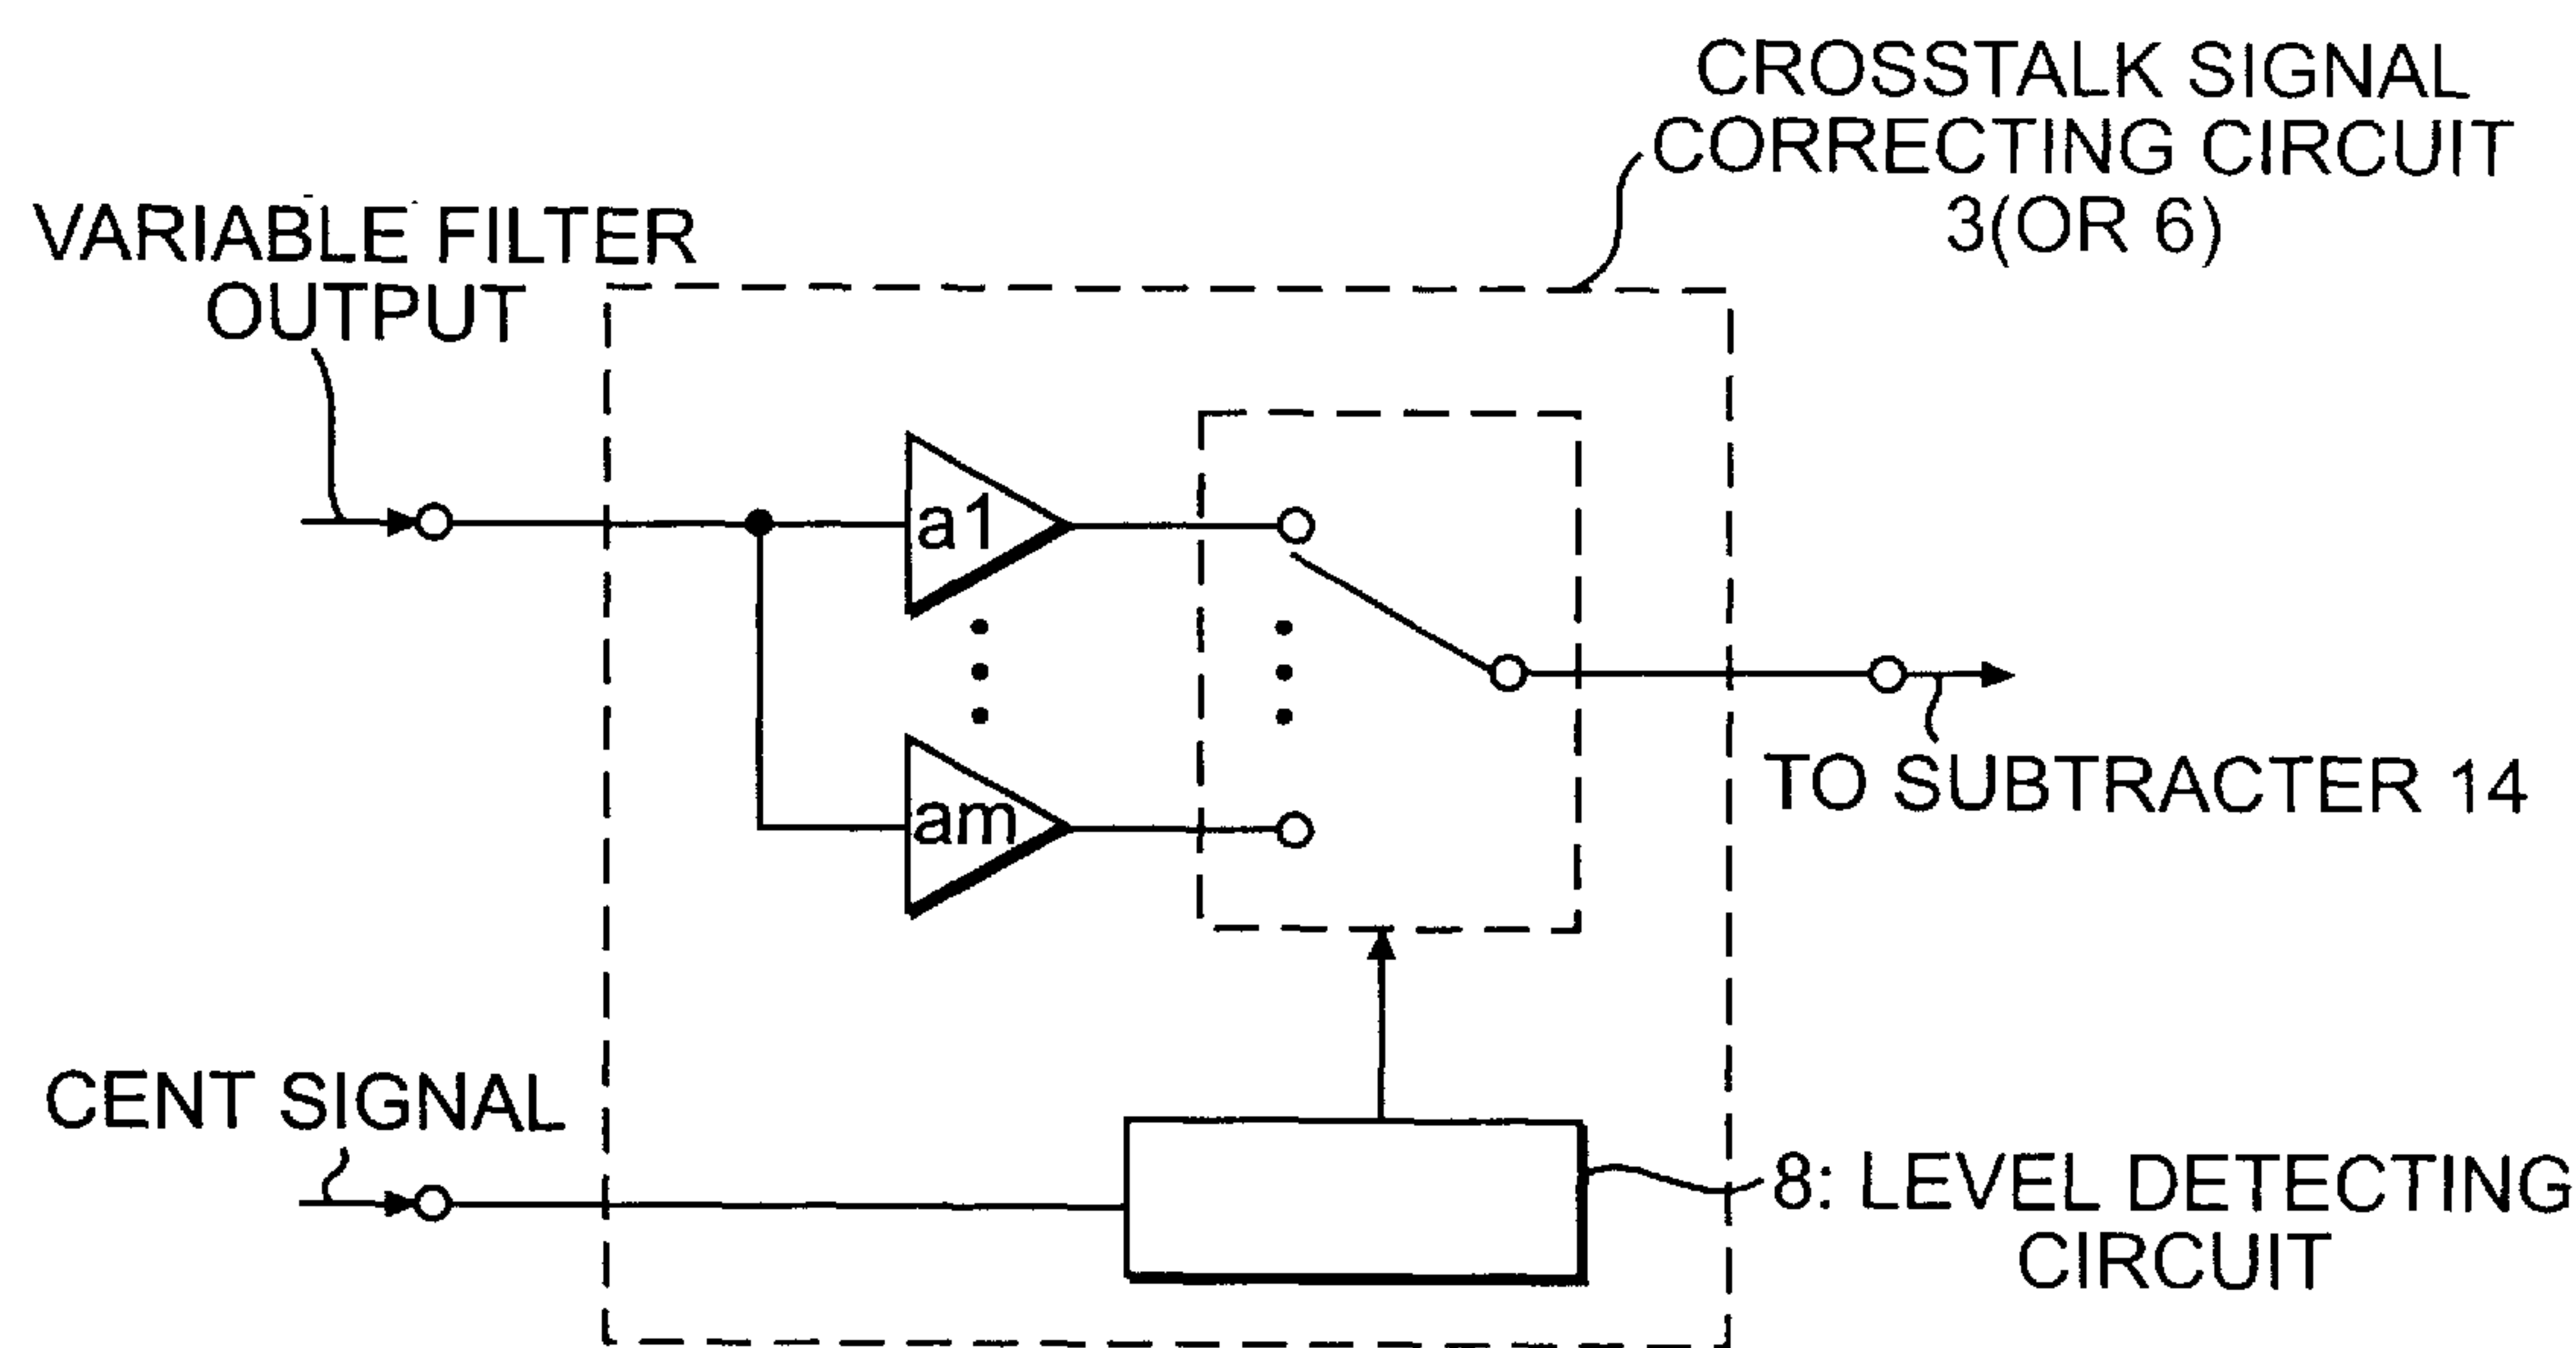 CROSSTALK SIGNAL
CORRECTING CIRCUIT
3(OR 6)
VARIABLE FILTER
OUTPUT
a1
am
TO SUBTRACTER 14
CENT SIGNAL
8: LEVEL DETECTING
CIRCUIT